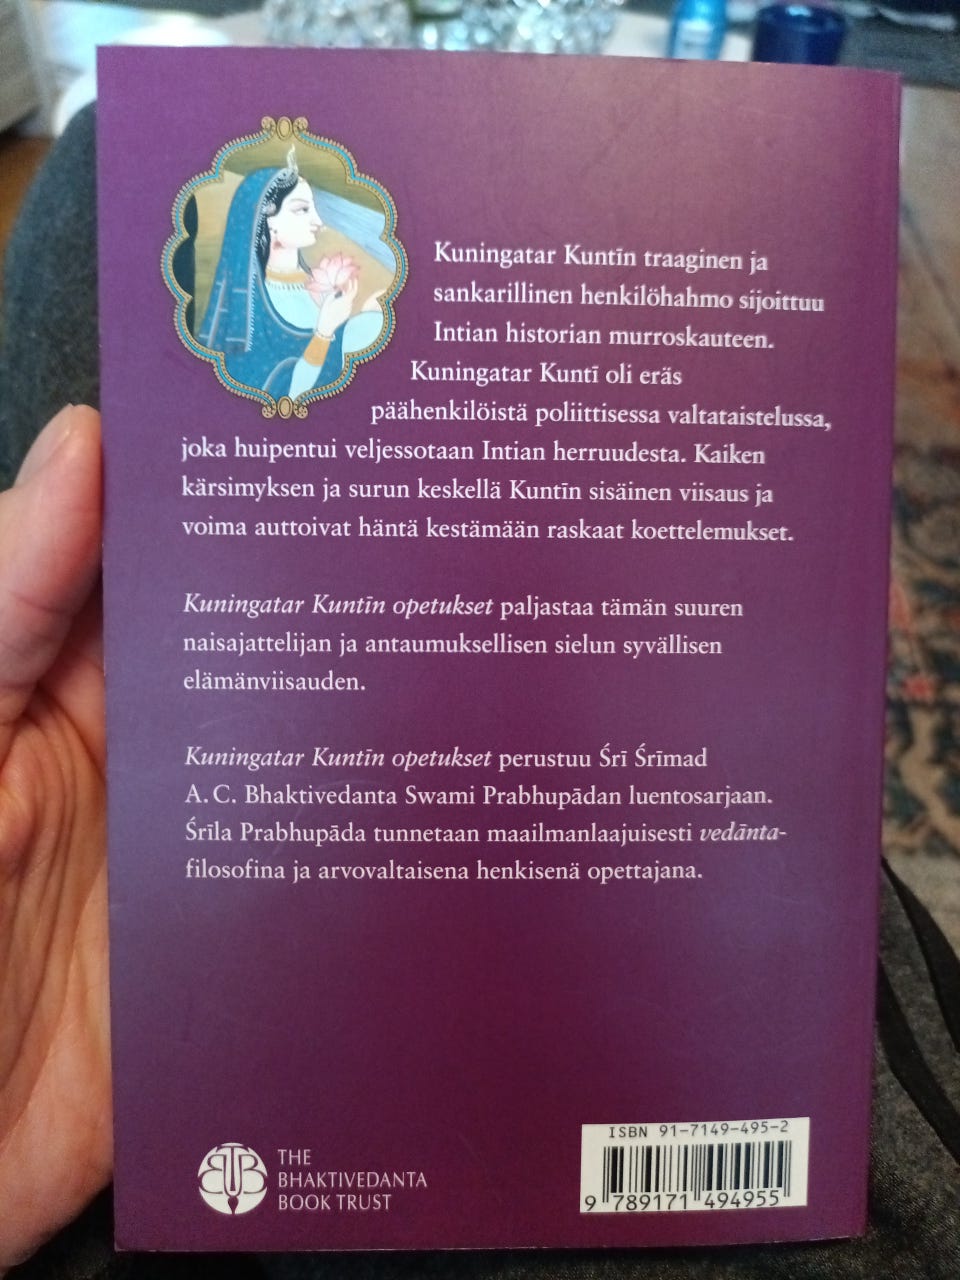 Kuningatar Kuntīn traaginen ja
sankarillinen henkilöhahmo sijoittuu
Intian historian murroskauteen.
Kuningatar Kuntī oli eräs
päähenkilöistä poliittisessa valtataistelussa,
joka huipentui veljessotaan Intian herruudesta. Kaiken
kärsimyksen ja surun keskellä Kuntīn sisäinen viisaus ja
voima auttoivat häntä kestämään raskaat koettelemukset.
Kuningatar Kuntīn opetukset paljastaa tämän suuren
naisajattelijan ja antaumuksellisen sielun syvällisen
elämänviisauden.
Kuningatar Kuntīn opetukset perustuu Śrī Śrīmad
A. C. Bhaktivedanta Swami Prabhupādan luentosarjaan.
Śrīla Prabhupāda tunnetaan maailmanlaajuisesti vedānta-
filosofina ja arvovaltaisena henkisenä opettajana.
BTB
THE
BHAKTIVEDANTA
BOOK TRUST
ISBN 91-7149-495-2
9 789171 494955